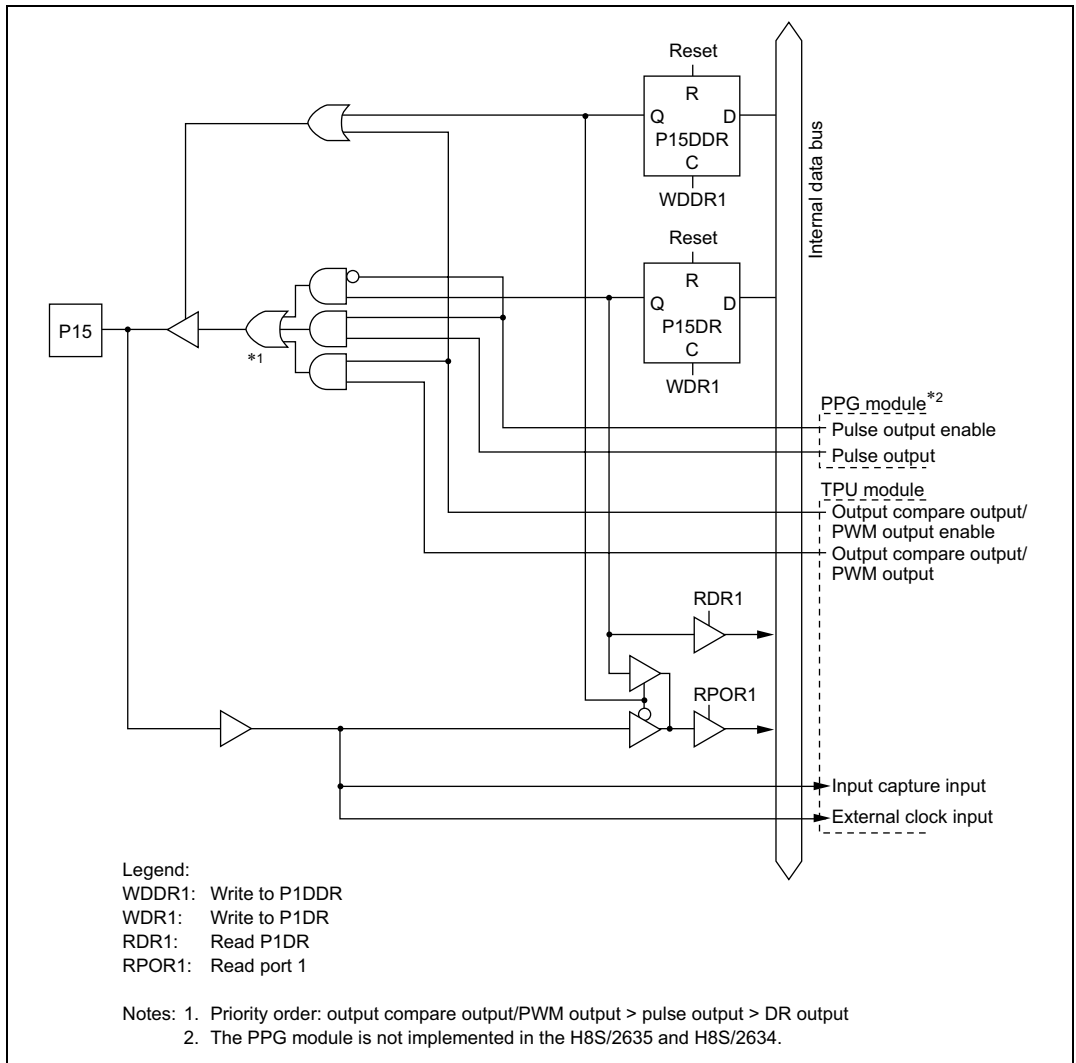 Reset
R
Q D
P15DDR
C
WDDR1
Internal data bus
Reset
R
Q D
P15DR
C
WDR1
P15
*1
PPG module*2
Pulse output enable
Pulse output
TPU module
Output compare output/
PWM output enable
Output compare output/
PWM output
RDR1
RPOR1
Input capture input
External clock input
Legend:
WDDR1: Write to P1DDR
WDR1: Write to P1DR
RDR1: Read P1DR
RPOR1: Read port 1
Notes: 1. Priority order: output compare output/PWM output > pulse output > DR output
2. The PPG module is not implemented in the H8S/2635 and H8S/2634.